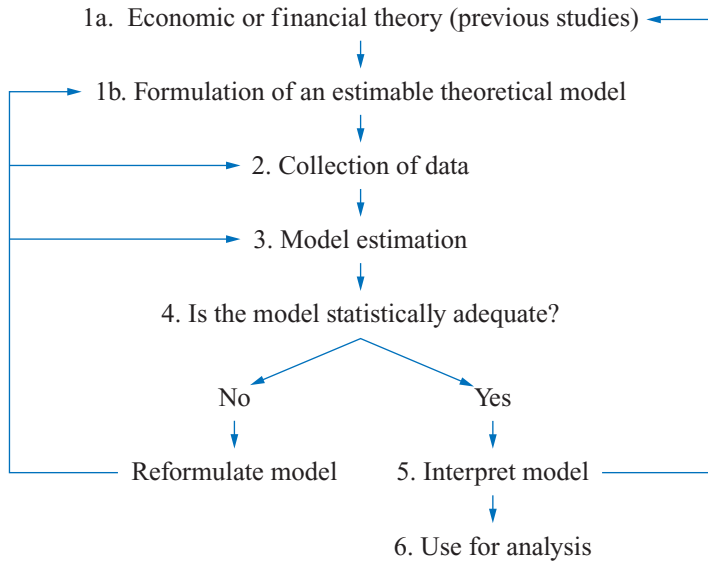 1a. Economic or financial theory (previous studies)
1b. Formulation of an estimable theoretical model
2. Collection of data
3. Model estimation
4. Is the model statistically adequate?
No Yes
Reformulate model 5. Interpret model
6. Use for analysis